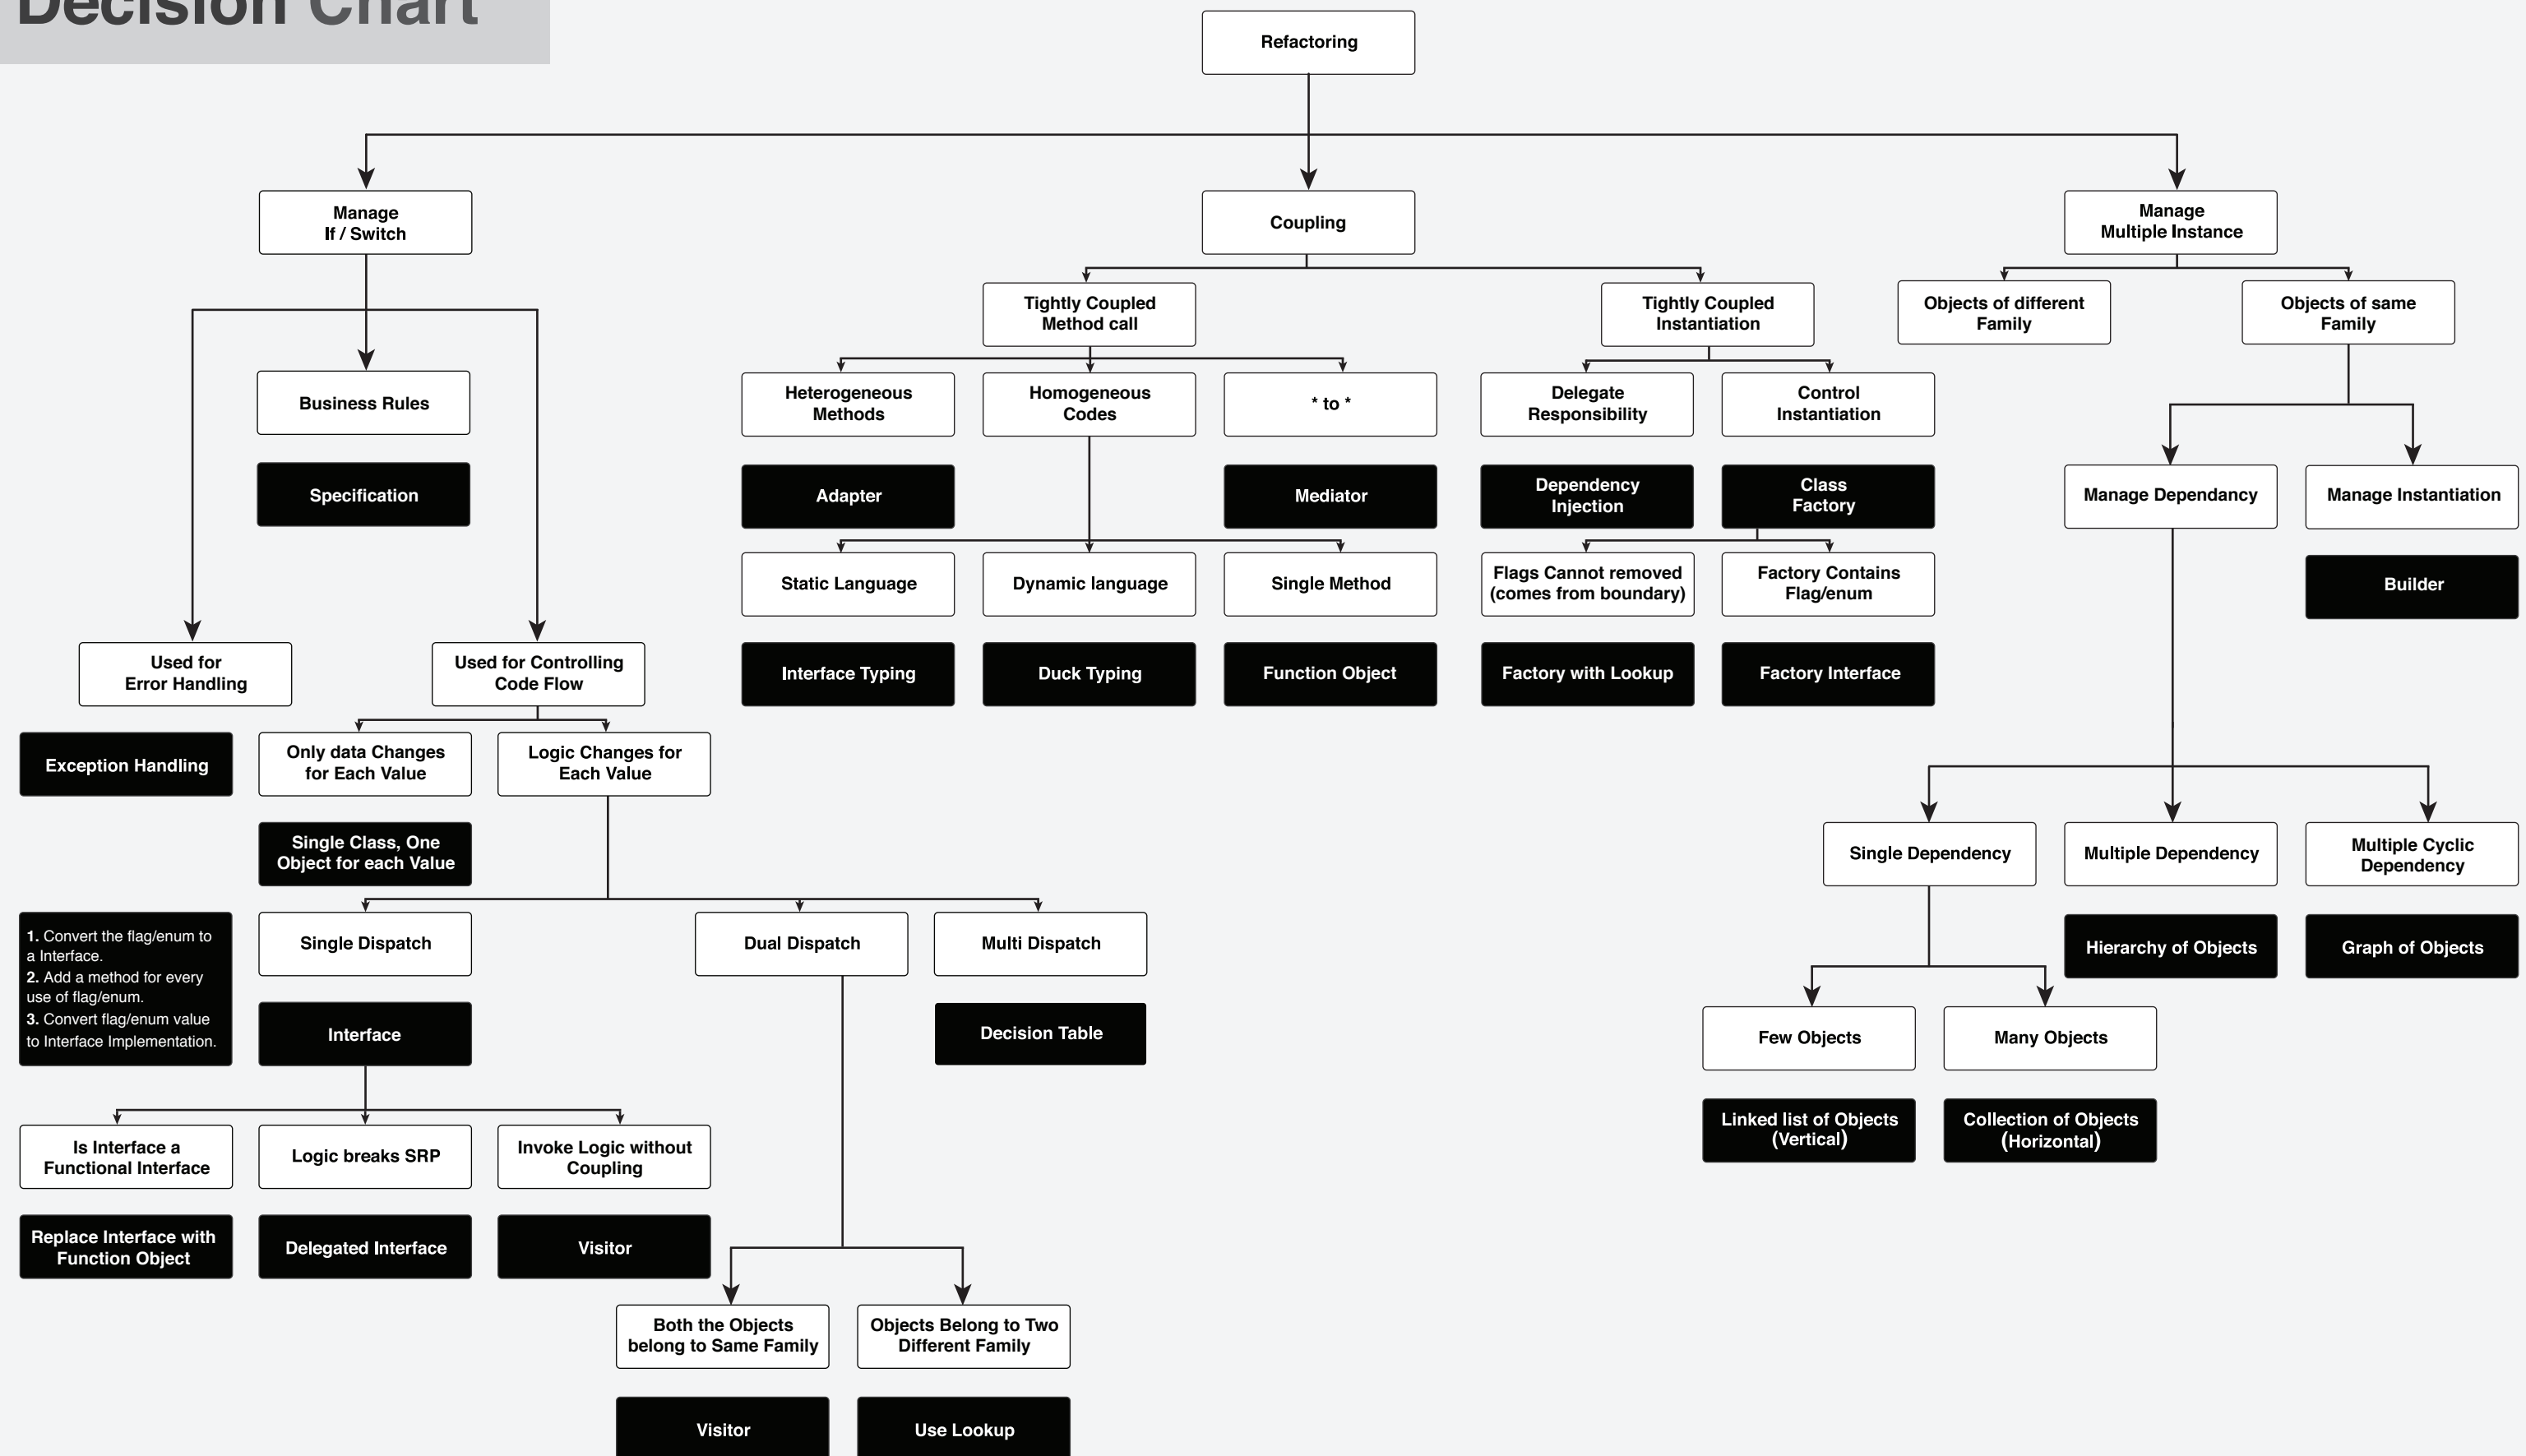 Decision Chart
Refactoring
Manage
If / Switch
Coupling
Manage
Multiple Instance
Tightly Coupled
Method call
Tightly Coupled
Instantiation
Objects of different
Family
Objects of same
Family
Business Rules
Heterogeneous
Methods
Homogeneous
Codes
* to *
Delegate
Responsibility
Control
Instantiation
Specification
Adapter
Mediator
Dependency
Injection
Class
Factory
Manage Dependancy
Manage Instantiation
Static Language
Dynamic language
Single Method
Flags Cannot removed
(comes from boundary)
Factory Contains
Flag/enum
Builder
Used for
Error Handling
Used for Controlling
Code Flow
Interface Typing
Duck Typing
Function Object
Factory with Lookup
Factory Interface
Exception Handling
Only data Changes
for Each Value
Logic Changes for
Each Value
Single Class, One
Object for each Value
Single Dependency
Multiple Dependency
Multiple Cyclic
Dependency
1. Convert the flag/enum to
a Interface.
2. Add a method for every
use of flag/enum.
3. Convert flag/enum value
to Interface Implementation.
Single Dispatch
Dual Dispatch
Multi Dispatch
Hierarchy of Objects
Graph of Objects
Interface
Decision Table
Few Objects
Many Objects
Is Interface a
Functional Interface
Logic breaks SRP
Invoke Logic without
Coupling
Linked list of Objects
(Vertical)
Collection of Objects
(Horizontal)
Replace Interface with
Function Object
Delegated Interface
Visitor
Both the Objects
belong to Same Family
Objects Belong to Two
Different Family
Visitor
Use Lookup